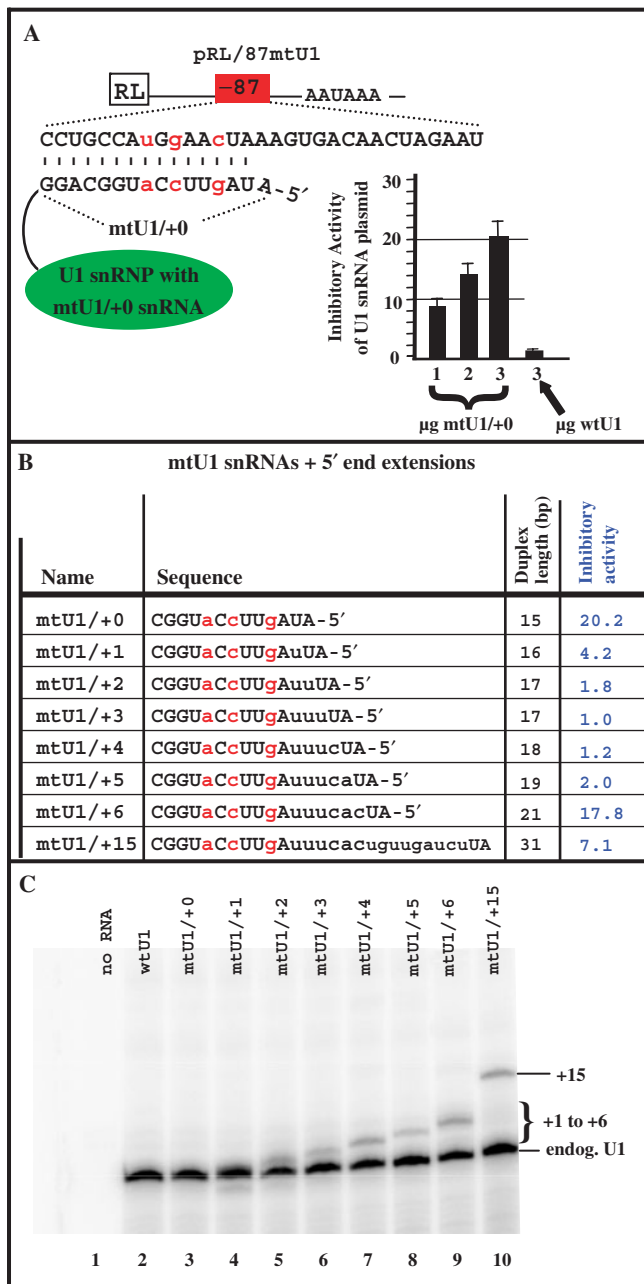 A
pRL/87mtU1
RL
–87
AAUAAA
CCUGCCAuGgAAcUAAAGUGACAACUAGAAU
GGACGGUaCcUUgAUA-5′
mtU1/+0
U1 snRNP with
mtU1/+0 snRNA
Inhibitory Activity
of U1 snRNA plasmid
30
20
10
0
1 2 3 3
µg mtU1/+0
µg wtU1
B
mtU1 snRNAs + 5′ end extensions
Name Sequence Duplex length (bp) Inhibitory activity
mtU1/+0 CGGUaCcUUgAUA-5′ 15 20.2
mtU1/+1 CGGUaCcUUgAuUA-5′ 16 4.2
mtU1/+2 CGGUaCcUUgAuuUA-5′ 17 1.8
mtU1/+3 CGGUaCcUUgAuuuUA-5′ 17 1.0
mtU1/+4 CGGUaCcUUgAuuucUA-5′ 18 1.2
mtU1/+5 CGGUaCcUUgAuuucaUA-5′ 19 2.0
mtU1/+6 CGGUaCcUUgAuuucacUA-5′ 21 17.8
mtU1/+15 CGGUaCcUUgAuuucacuguugaucuUA 31 7.1
C
no RNA
wtU1
mtU1/+0
mtU1/+1
mtU1/+2
mtU1/+3
mtU1/+4
mtU1/+5
mtU1/+6
mtU1/+15
+15
+1 to +6
endog. U1
1 2 3 4 5 6 7 8 9 10